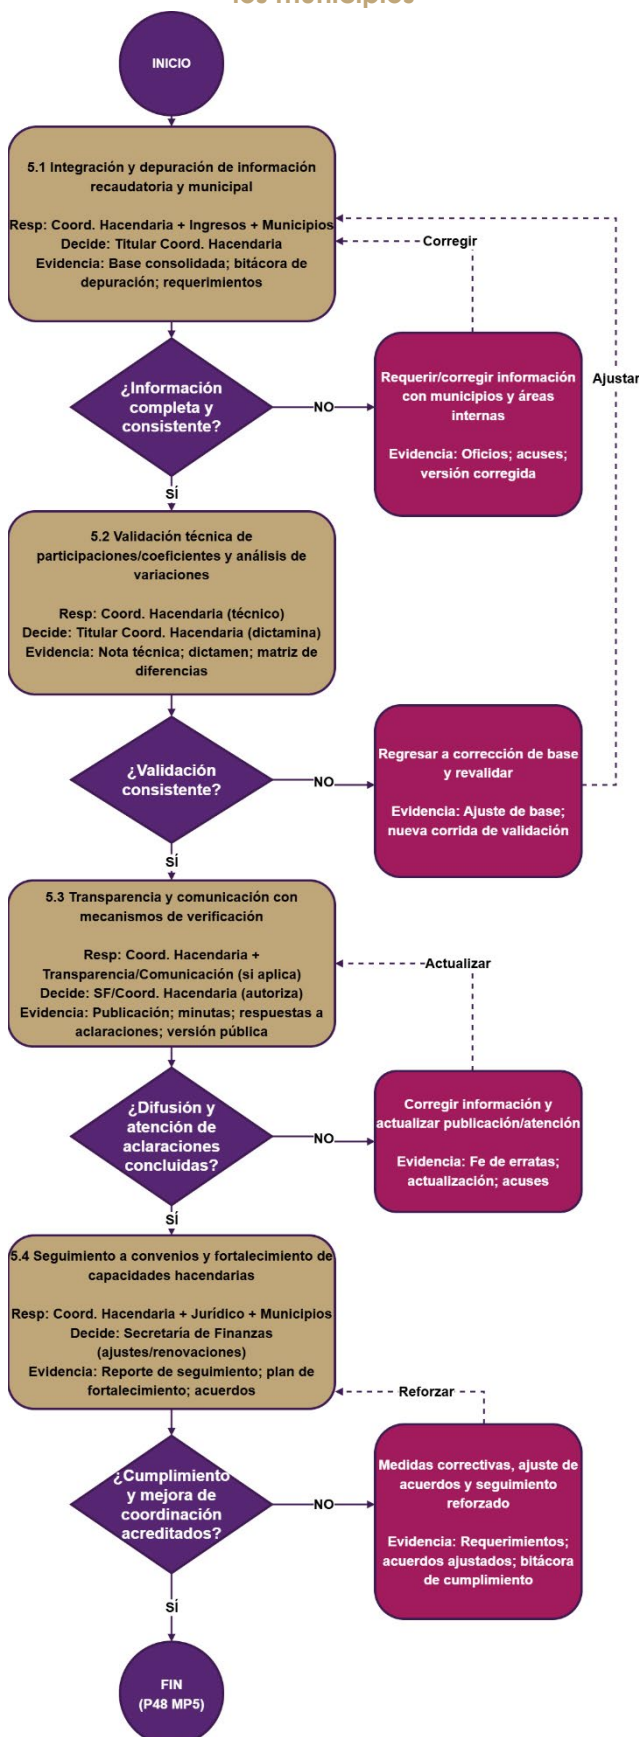 los municipios
INICIO
5.1 Integración y depuración de información
recaudatoria y municipal
Resp: Coord. Hacendaria + Ingresos + Municipios
Decide: Titular Coord. Hacendaria
Evidencia: Base consolidada; bitácora de
depuración; requerimientos
Corregir
¿Información
completa y
consistente?
NO
Requerir/corregir información
con municipios y áreas
internas
Evidencia: Oficios; acuses;
versión corregida
Ajustar
SÍ
5.2 Validación técnica de
participaciones/coeficientes y análisis de
variaciones
Resp: Coord. Hacendaria (técnico)
Decide: Titular Coord. Hacendaria (dictamina)
Evidencia: Nota técnica; dictamen; matriz de
diferencias
¿Validación
consistente?
NO
Regresar a corrección de base
y revalidar
Evidencia: Ajuste de base;
nueva corrida de validación
SÍ
5.3 Transparencia y comunicación con
mecanismos de verificación
Resp: Coord. Hacendaria +
Transparencia/Comunicación (si aplica)
Decide: SF/Coord. Hacendaria (autoriza)
Evidencia: Publicación; minutas; respuestas a
aclaraciones; versión pública
Actualizar
¿Difusión y
atención de
aclaraciones
concluidas?
NO
Corregir información y
actualizar publicación/atención
Evidencia: Fe de erratas;
actualización; acuses
SÍ
5.4 Seguimiento a convenios y fortalecimiento de
capacidades hacendarias
Resp: Coord. Hacendaria + Jurídico + Municipios
Decide: Secretaría de Finanzas
(ajustes/renovaciones)
Evidencia: Reporte de seguimiento; plan de
fortalecimiento; acuerdos
Reforzar
¿Cumplimiento
y mejora de
coordinación
acreditados?
NO
Medidas correctivas, ajuste de
acuerdos y seguimiento
reforzado
Evidencia: Requerimientos;
acuerdos ajustados; bitácora
de cumplimiento
SÍ
FIN
(P48 MP5)